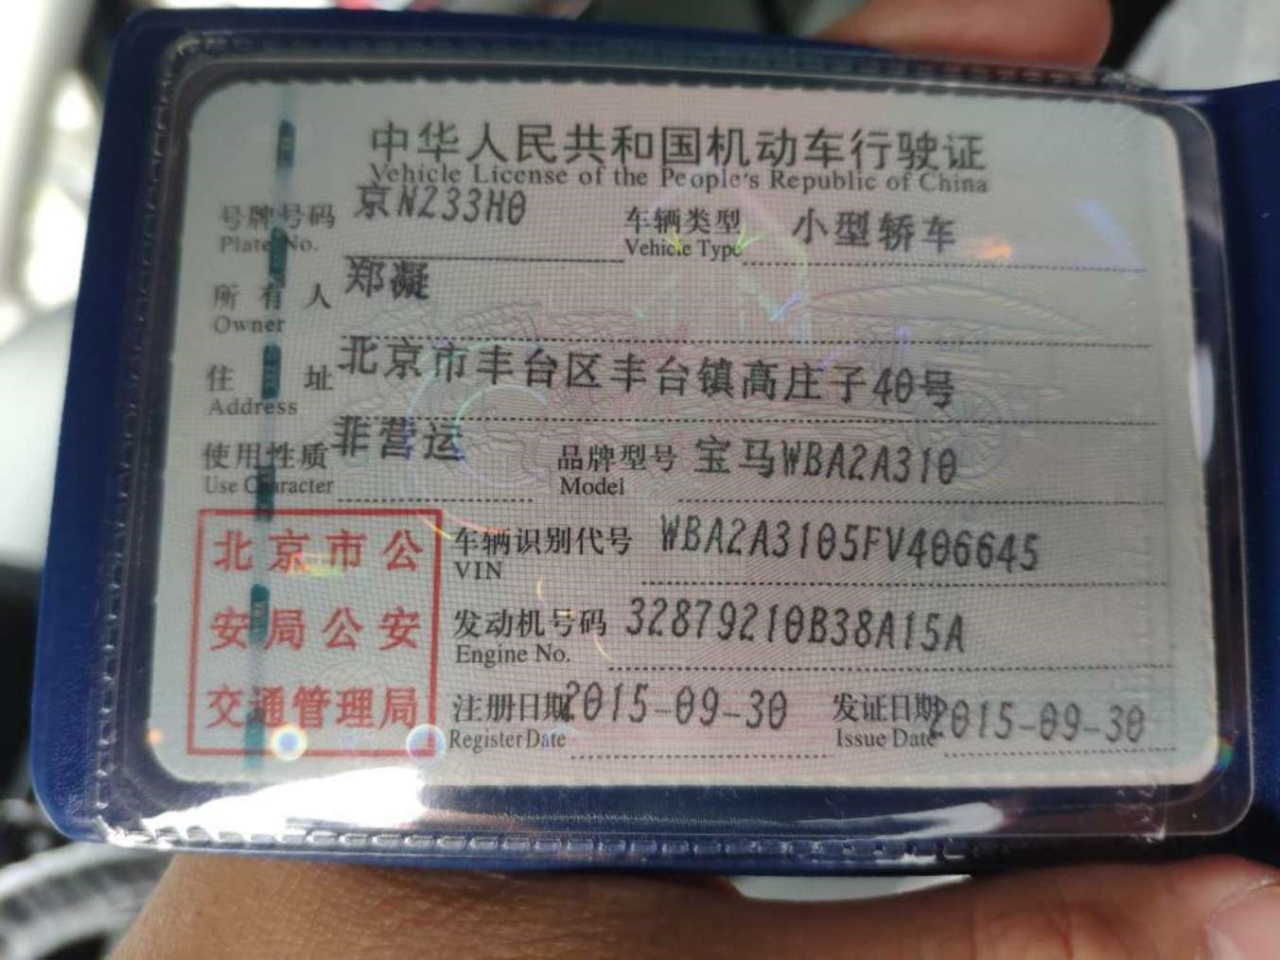 中华人民共和国机动车行驶证
Vehicle License of the People's Republic of China
号牌号码 京NZ33H0 车辆类型 小型轿车
Plate No. Vehicle Type
所有人 郑凝
Owner
住址 北京市丰台区丰台镇高庄子40号
Address
使用性质 非营运 品牌型号 宝马WBA2A310
Use Character Model
北京市公
安局公安
交通管理局
车辆识别代号 WBA2A3105FV406645
VIN
发动机号码 32879210B38A15A
Engine No.
注册日期 2015-09-30 发证日期 2015-09-30
Register Date Issue Date